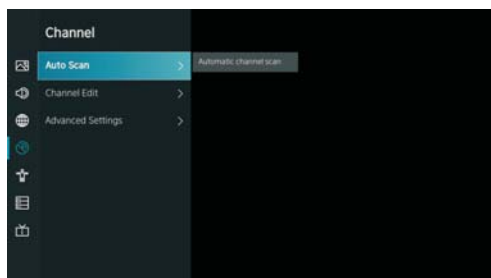 Channel
Auto Scan
Automatic channel scan
Channel Edit
Advanced Settings